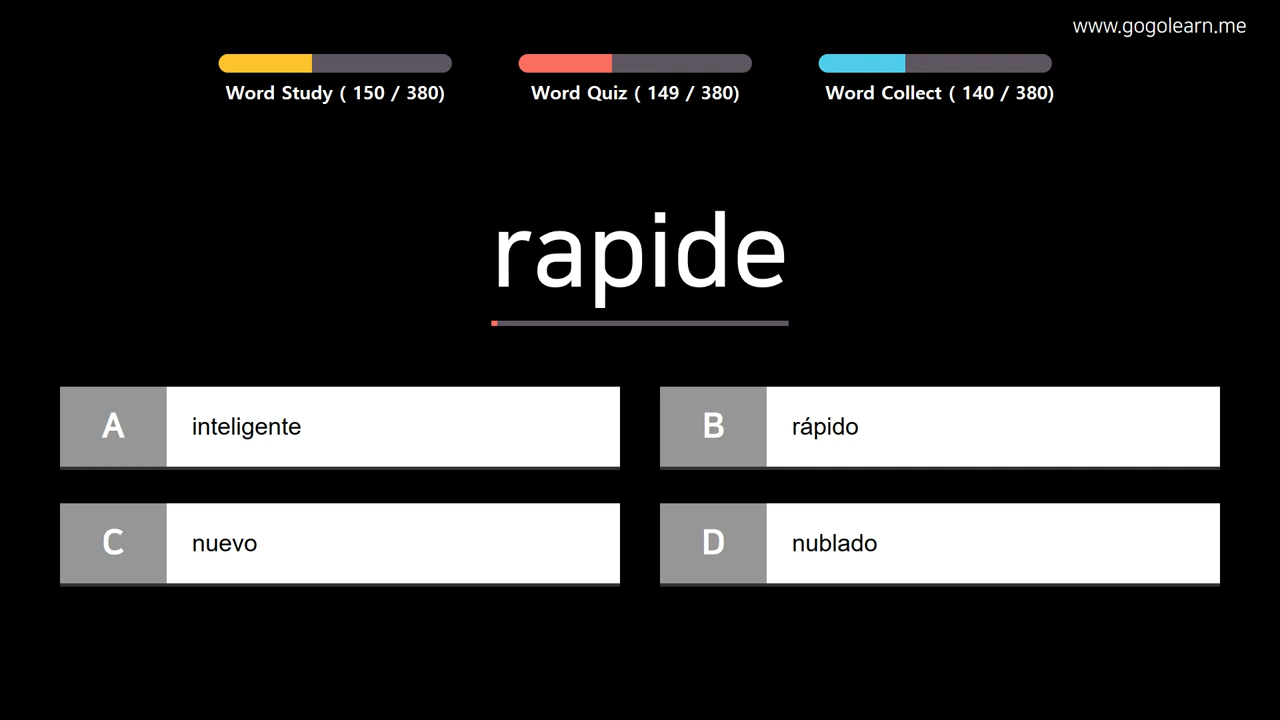 www.gogolearn.me
Word Study ( 150 / 380)
Word Quiz ( 149 / 380)
Word Collect ( 140 / 380)
rapide
A inteligente
B rápido
C nuevo
D nublado